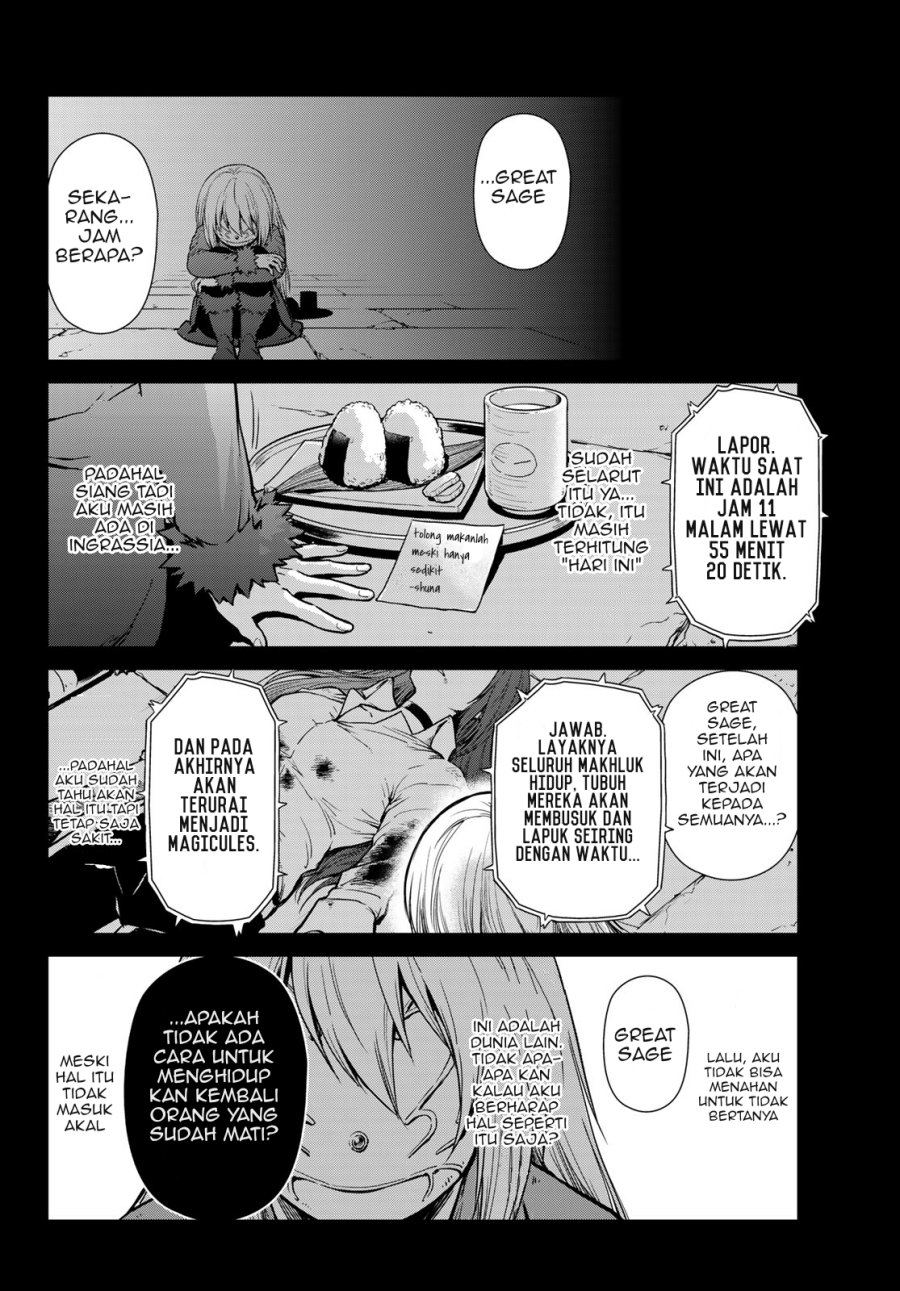 ...GREAT
SAGE
SEKA-
RANG...
JAM
BERAPA?
LAPOR.
WAKTU SAAT
INI ADALAH
JAM 11
MALAM LEWAT
55 MENIT
20 DETIK.
SUDAH
SELARUT
ITU YA...
TIDAK, ITU
MASIH
TERHITUNG
"HARI INI"
tolong makanlah
meski hanya
sedikit
-shuna
PADAHAL
SIANG TADI
AKU MASIH
ADA DI
INGRASSIA...
GREAT
SAGE,
SETELAH
INI, APA
YANG AKAN
TERJADI
KEPADA
SEMUANYA...?
JAWAB.
LAYAKNYA
SELURUH MAKHLUK
HIDUP, TUBUH
MEREKA AKAN
MEMBUSUK DAN
LAPUK SEIRING
DENGAN WAKTU...
DAN PADA
AKHIRNYA
AKAN
TERURAI
MENJADI
MAGICULES.
...PADAHAL
AKU SUDAH
TAHU AKAN
HAL ITU TAPI
TETAP SAJA
SAKIT...
LALU, AKU
TIDAK BISA
MENAHAN
UNTUK TIDAK
BERTANYA
GREAT
SAGE
INI ADALAH
DUNIA LAIN.
TIDAK APA-
APA KAN
KALAU AKU
BERHARAP
HAL SEPERTI
ITU SAJA?
...APAKAH
TIDAK ADA
CARA UNTUK
MENGHIDUP
KAN KEMBALI
ORANG YANG
SUDAH MATI?
MESKI
HAL ITU
TIDAK
MASUK
AKAL